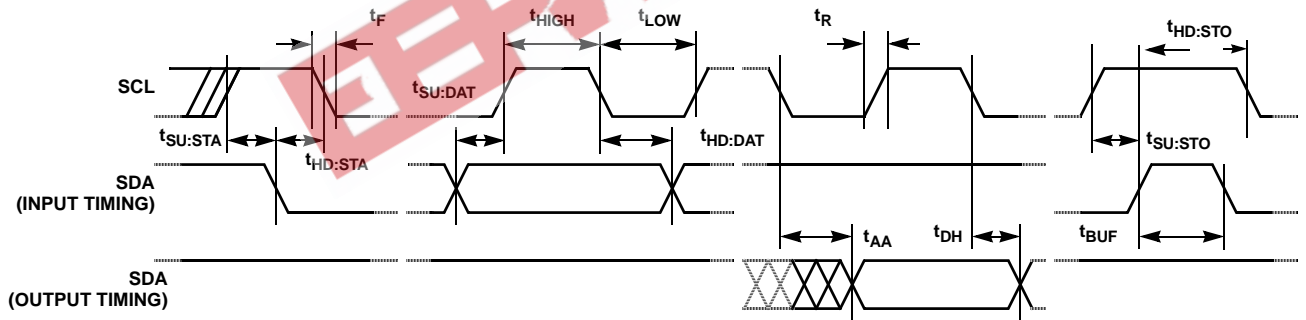 tF
tHIGH
tLOW
tR
tHD:STO
SCL
tSU:DAT
tSU:STA
tHD:STA
tHD:DAT
tSU:STO
SDA
(INPUT TIMING)
tAA
tDH
tBUF
SDA
(OUTPUT TIMING)